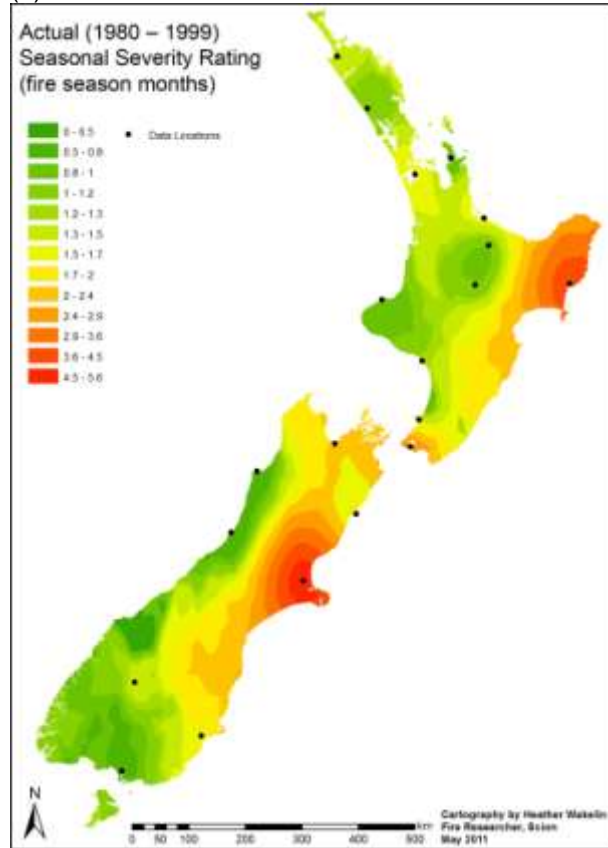 Actual (1980 – 1999)
Seasonal Severity Rating
(fire season months)
0 - 0.5
Data Locations
0.5 - 0.8
0.8 - 1
1 - 1.2
1.2 - 1.3
1.3 - 1.5
1.5 - 1.7
1.7 - 2
2 - 2.4
2.4 - 2.9
2.9 - 3.6
3.6 - 4.5
4.5 - 5.6
N
0 50 100 200 300 400 500 km
Cartography by Heather Wakelin
Fire Researcher, Scion
May 2011